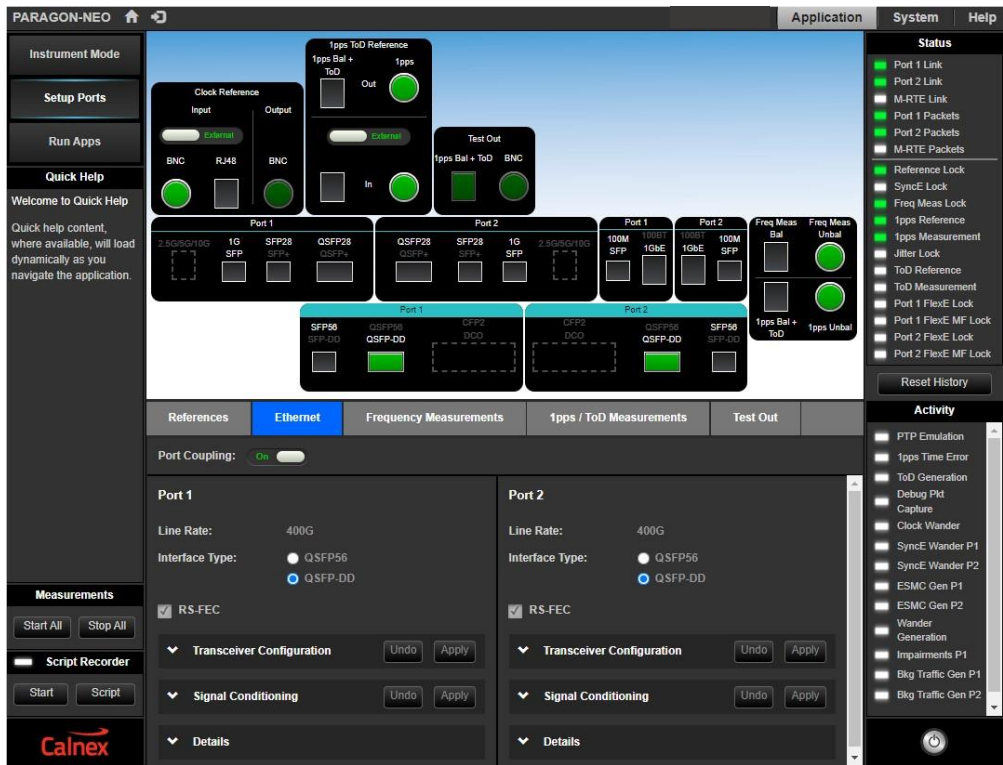 PARAGON-NEO
Application
System
Help
Instrument Mode
Setup Ports
Run Apps
Quick Help
Welcome to Quick Help
Quick help content,
where available, will load
dynamically as you
navigate the application.
Measurements
Start All
Stop All
Script Recorder
Start
Script
Calnex
1pps ToD Reference
1pps Bal +
ToD
1pps
Out
External
In
Clock Reference
Input
Output
External
BNC
RJ48
BNC
Test Out
1pps Bal + ToD
BNC
Port 1
2.5G/5G/10G
1G
SFP
SFP28
SFP+
QSFP28
QSFP+
Port 2
QSFP28
QSFP+
SFP28
SFP+
1G
SFP
2.5G/5G/10G
Port 1
100M
SFP
100BT
1GbE
Port 2
100BT
1GbE
100M
SFP
Freq Meas
Bal
Freq Meas
Unbal
1pps Bal +
ToD
1pps Unbal
Port 1
SFP56
SFP-DD
QSFP56
QSFP-DD
CFP2
DCO
Port 2
CFP2
DCO
QSFP56
QSFP-DD
SFP56
SFP-DD
References
Ethernet
Frequency Measurements
1pps / ToD Measurements
Test Out
Port Coupling:
On
Port 1
Line Rate:
400G
Interface Type:
QSFP56
QSFP-DD
RS-FEC
Transceiver Configuration
Undo
Apply
Signal Conditioning
Undo
Apply
Details
Port 2
Line Rate:
400G
Interface Type:
QSFP56
QSFP-DD
RS-FEC
Transceiver Configuration
Undo
Apply
Signal Conditioning
Undo
Apply
Details
Status
Port 1 Link
Port 2 Link
M-RTE Link
Port 1 Packets
Port 2 Packets
M-RTE Packets
Reference Lock
SyncE Lock
Freq Meas Lock
1pps Reference
1pps Measurement
Jitter Lock
ToD Reference
ToD Measurement
Port 1 FlexE Lock
Port 1 FlexE MF Lock
Port 2 FlexE Lock
Port 2 FlexE MF Lock
Reset History
Activity
PTP Emulation
1pps Time Error
ToD Generation
Debug Pkt
Capture
Clock Wander
SyncE Wander P1
SyncE Wander P2
ESMC Gen P1
ESMC Gen P2
Wander
Generation
Impairments P1
Bkg Traffic Gen P1
Bkg Traffic Gen P2